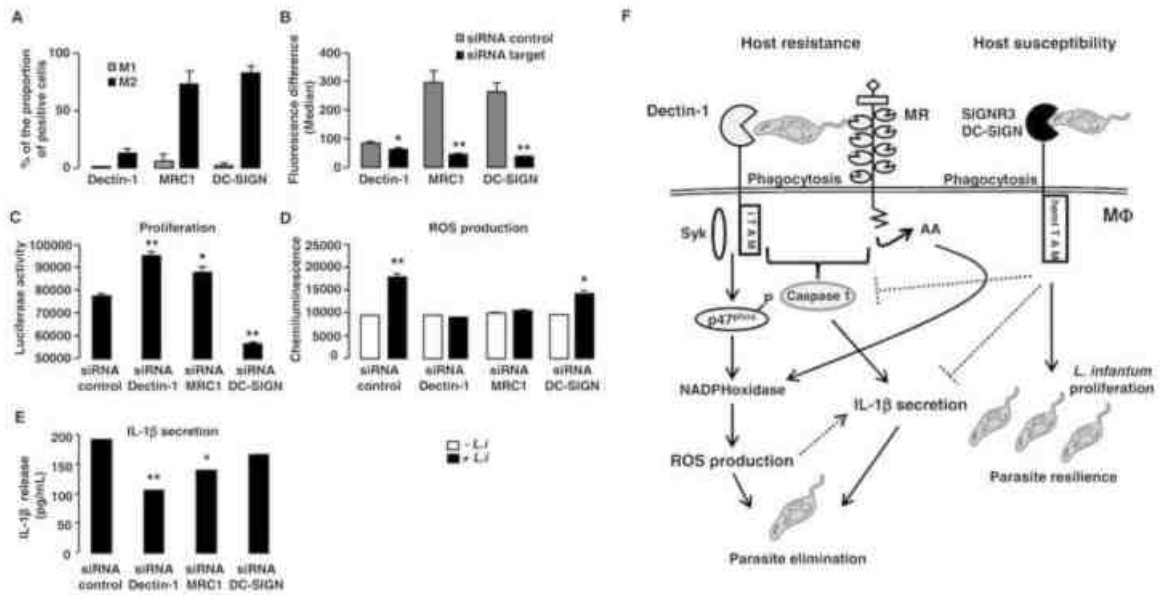 A
% of the proportion
of positive cells
100
50
0
M1
M2
Dectin-1 MRC1 DC-SIGN
B
Fluorescence difference
(Median)
siRNA control
siRNA target
400
300
200
100
0
*
**
**
Dectin-1 MRC1 DC-SIGN
C
Proliferation
Luciferase activity
100000
90000
80000
70000
60000
50000
**
*
**
siRNA siRNA siRNA siRNA
control Dectin-1 MRC1 DC-SIGN
D
ROS production
Chemiluminescence
25000
20000
15000
10000
5000
0
**
*
siRNA siRNA siRNA siRNA
control Dectin-1 MRC1 DC-SIGN
E
IL-1β secretion
IL-1β release
(pg/mL)
200
150
100
50
0
**
*
siRNA siRNA siRNA siRNA
control Dectin-1 MRC1 DC-SIGN
- L.i
+ L.i
F
Host resistance
Host susceptibility
Dectin-1
MR
SIGNR3
DC-SIGN
Phagocytosis
Phagocytosis
MΦ
Syk
ITAM
AA
hemITAM
p
Caspase 1
p47phox
NADPHoxidase
IL-1β secretion
L. infantum
proliferation
ROS production
Parasite resilience
Parasite elimination